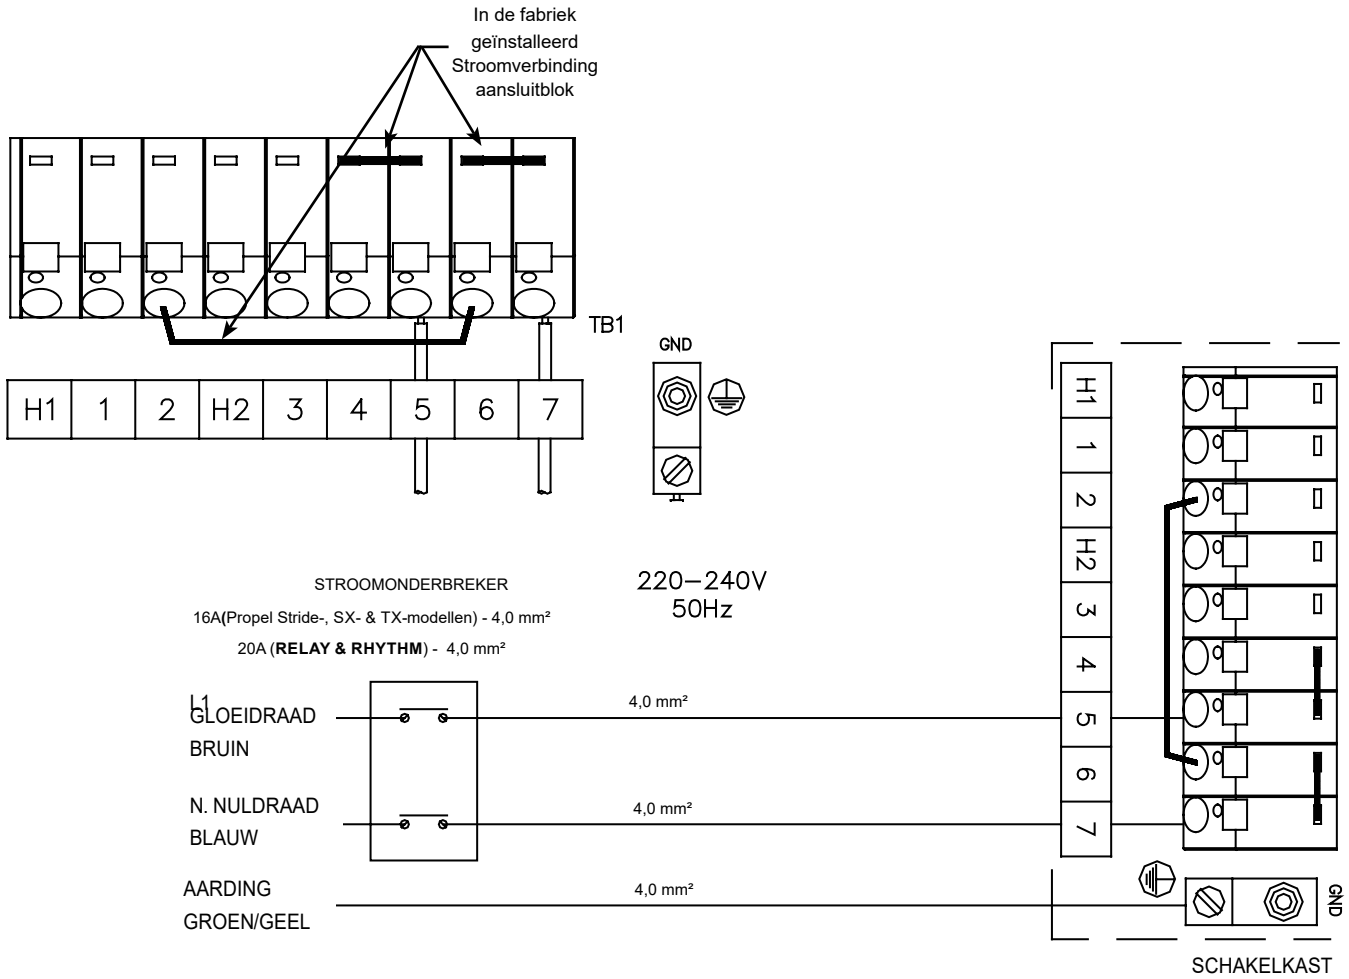 In de fabriek
geïnstalleerd
Stroomverbinding
aansluitblok
TB1
H1 1 2 H2 3 4 5 6 7
GND
STROOMONDERBREKER
16A(Propel Stride-, SX- & TX-modellen) - 4,0 mm²
20A (RELAY & RHYTHM) - 4,0 mm²
220-240V
50Hz
L1
GLOEIDRAAD
BRUIN
4,0 mm²
N. NULDRAAD
BLAUW
4,0 mm²
AARDING
GROEN/GEEL
4,0 mm²
H1
1
2
H2
3
4
5
6
7
GND
SCHAKELKAST